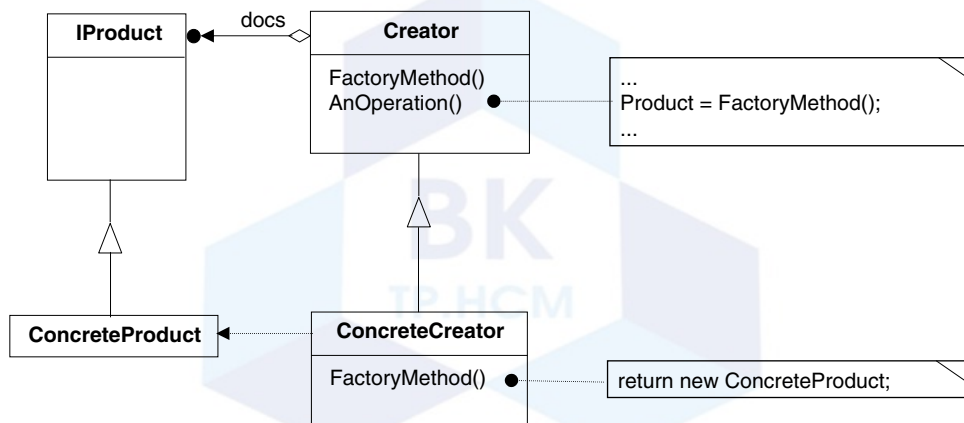 docs
IProduct
Creator
FactoryMethod()
AnOperation()
...
Product = FactoryMethod();
...
BK
TP.HCM
ConcreteProduct
ConcreteCreator
FactoryMethod()
return new ConcreteProduct;